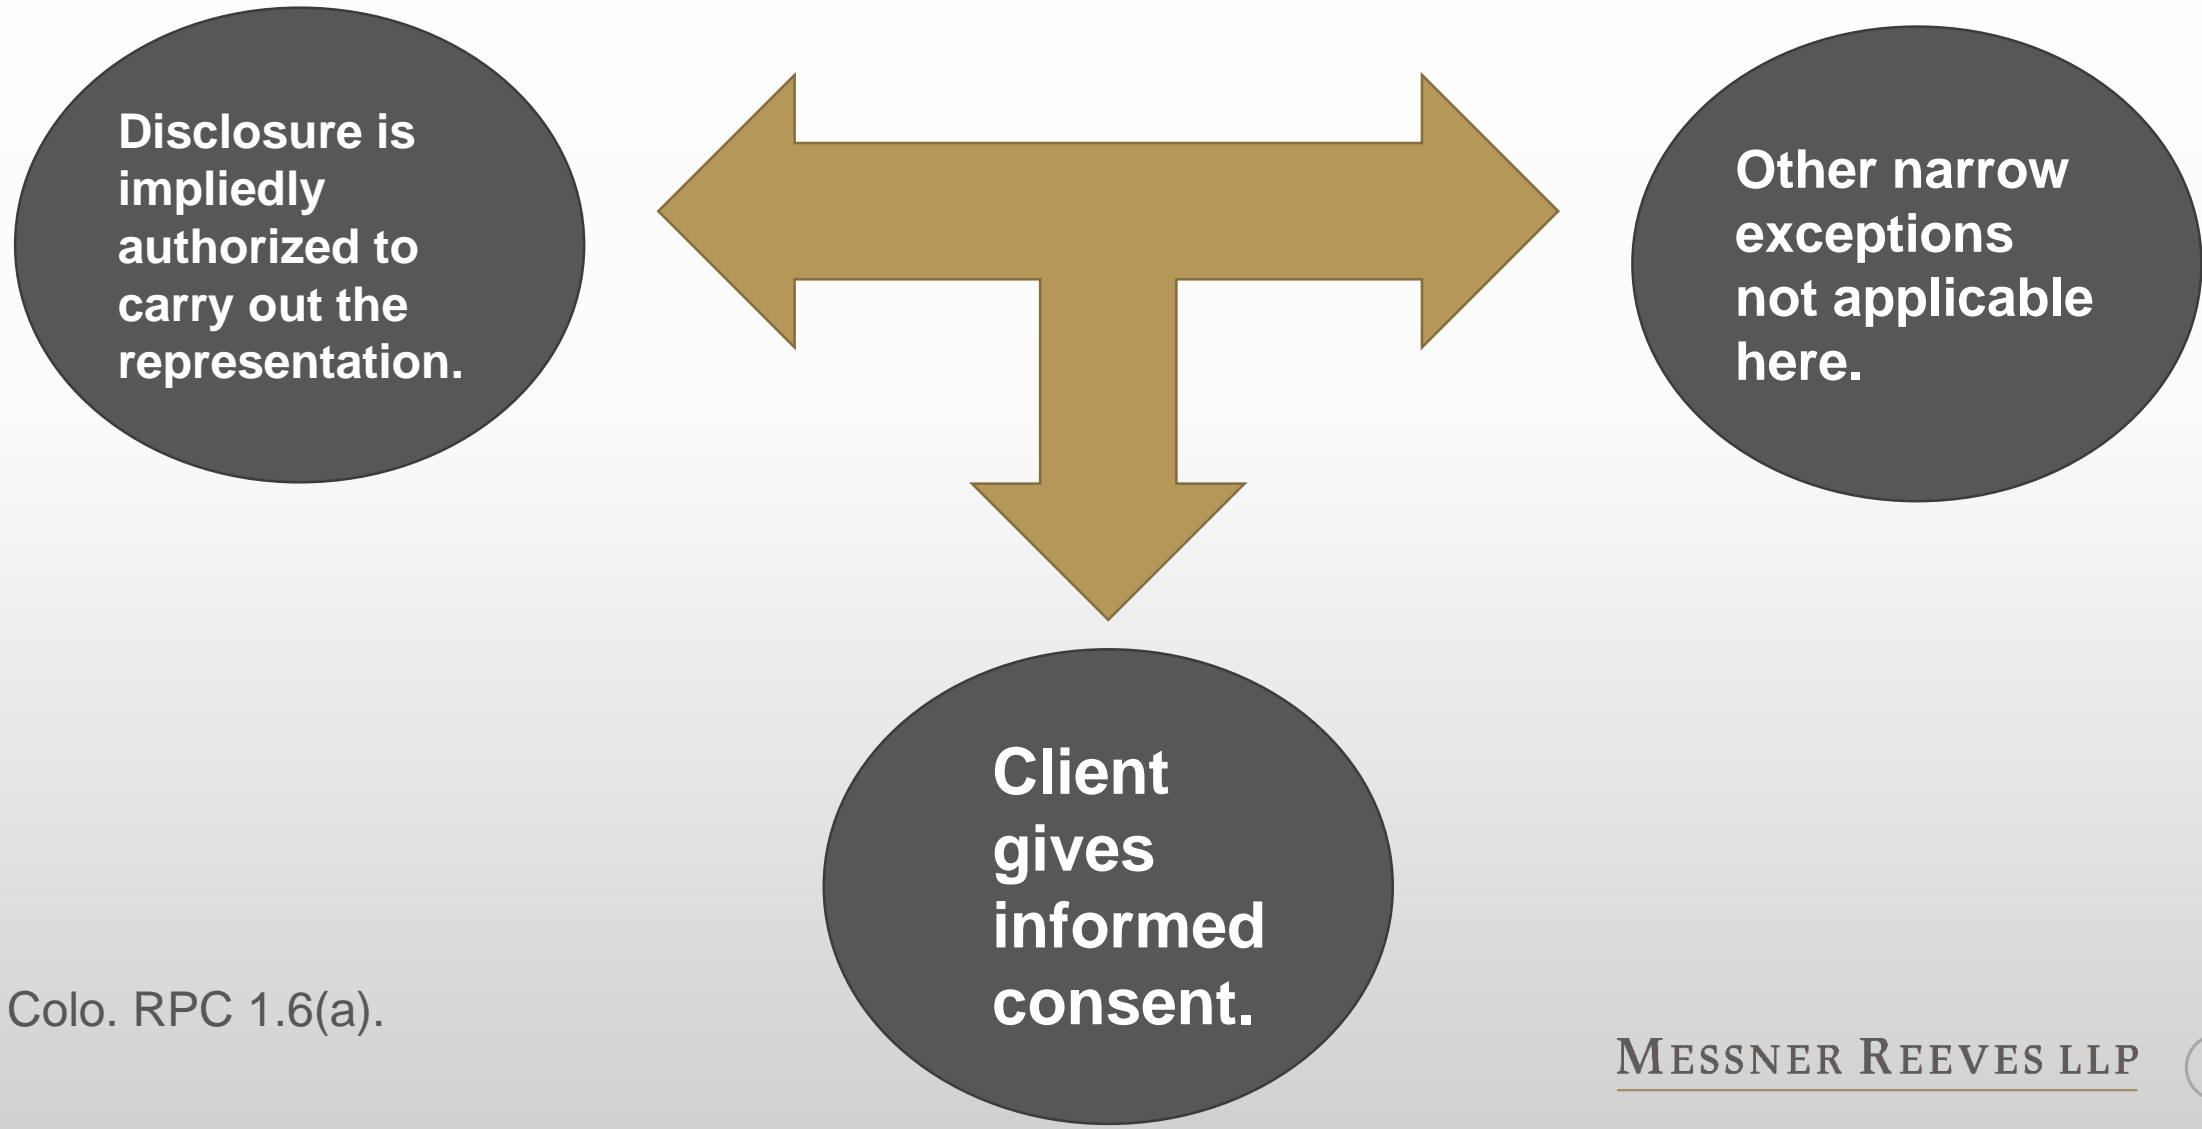 Disclosure is
impliedly
authorized to
carry out the
representation.
Other narrow
exceptions
not applicable
here.
Client
gives
informed
consent.
Colo. RPC 1.6(a).
MESSNER REEVES LLP